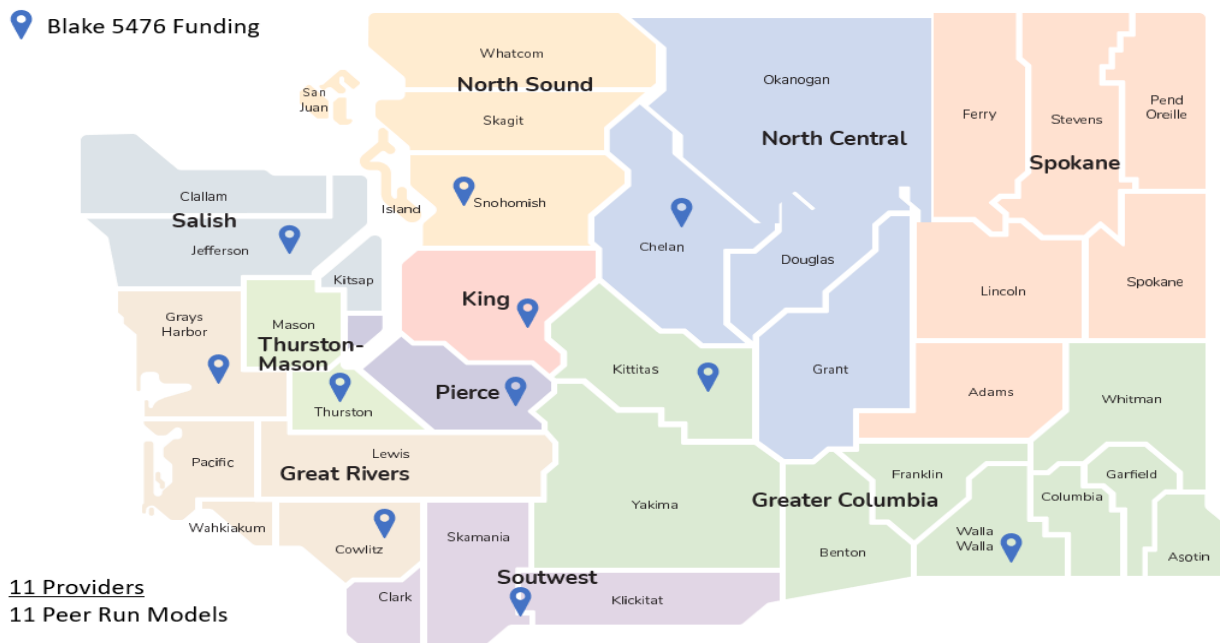 Blake 5476 Funding
Whatcom
North Sound
San
Juan
Skagit
Okanogan
North Central
Ferry
Stevens
Pend
Oreille
Spokane
Clallam
Salish
Jefferson
Island
Snohomish
Chelan
Douglas
Kitsap
King
Lincoln
Spokane
Grays
Harbor
Mason
Thurston-
Mason
Thurston
Pierce
Kittitas
Grant
Adams
Whitman
Pacific
Lewis
Great Rivers
Yakima
Greater Columbia
Franklin
Garfield
Columbia
Wahkiakum
Cowlitz
Skamania
Benton
Walla
Walla
Asotin
Soutwest
Clark
Klickitat
11 Providers
11 Peer Run Models